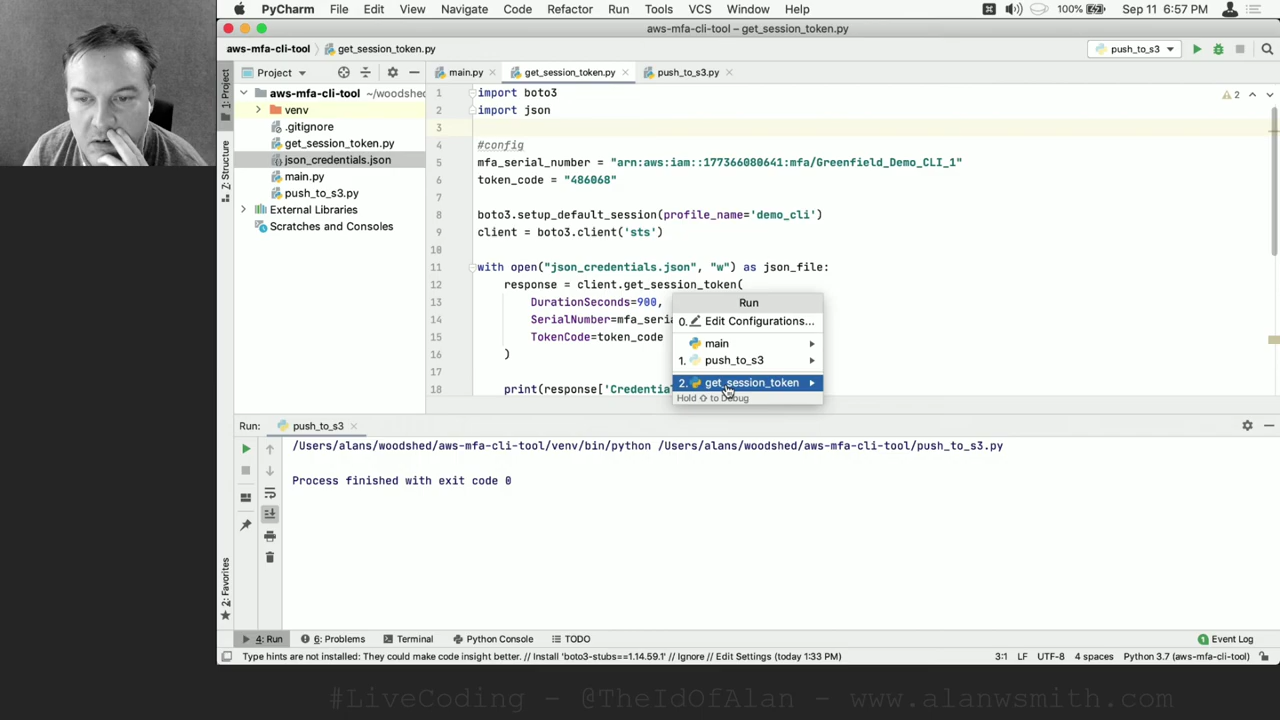 PyCharm File Edit View Navigate Code Refactor Run Tools VCS Window Help 100% Sep 11 6:57 PM
aws-mfa-cli-tool – get_session_token.py
aws-mfa-cli-tool get_session_token.py push_to_s3
1: Project
Project main.py get_session_token.py push_to_s3.py
aws-mfa-cli-tool ~/woodshed
venv
.gitignore
get_session_token.py
json_credentials.json
main.py
push_to_s3.py
External Libraries
Scratches and Consoles
Z: Structure
2
1 import boto3
2 import json
3
4 #config
5 mfa_serial_number = "arn:aws:iam::177366080641:mfa/Greenfield_Demo_CLI_1"
6 token_code = "486068"
7
8 boto3.setup_default_session(profile_name='demo_cli')
9 client = boto3.client('sts')
10
11 with open("json_credentials.json", "w") as json_file:
12 response = client.get_session_token(
13 DurationSeconds=900,
14 SerialNumber=mfa_seria
15 TokenCode=token_code
16 )
17
18 print(response['Credentia
Run
0. Edit Configurations...
main
1. push_to_s3
2. get_session_token
Hold ⇧ to Debug
Run: push_to_s3
/Users/alans/woodshed/aws-mfa-cli-tool/venv/bin/python /Users/alans/woodshed/aws-mfa-cli-tool/push_to_s3.py
Process finished with exit code 0
2: Favorites
4: Run 6: Problems Terminal Python Console TODO 1 Event Log
Type hints are not installed: They could make code insight better. // Install 'boto3-stubs==1.14.59.1' // Ignore // Edit Settings (today 1:33 PM) 3:1 LF UTF-8 4 spaces Python 3.7 (aws-mfa-cli-tool)
#LiveCoding - @TheIdOfAlan - www.alanwsmith.com